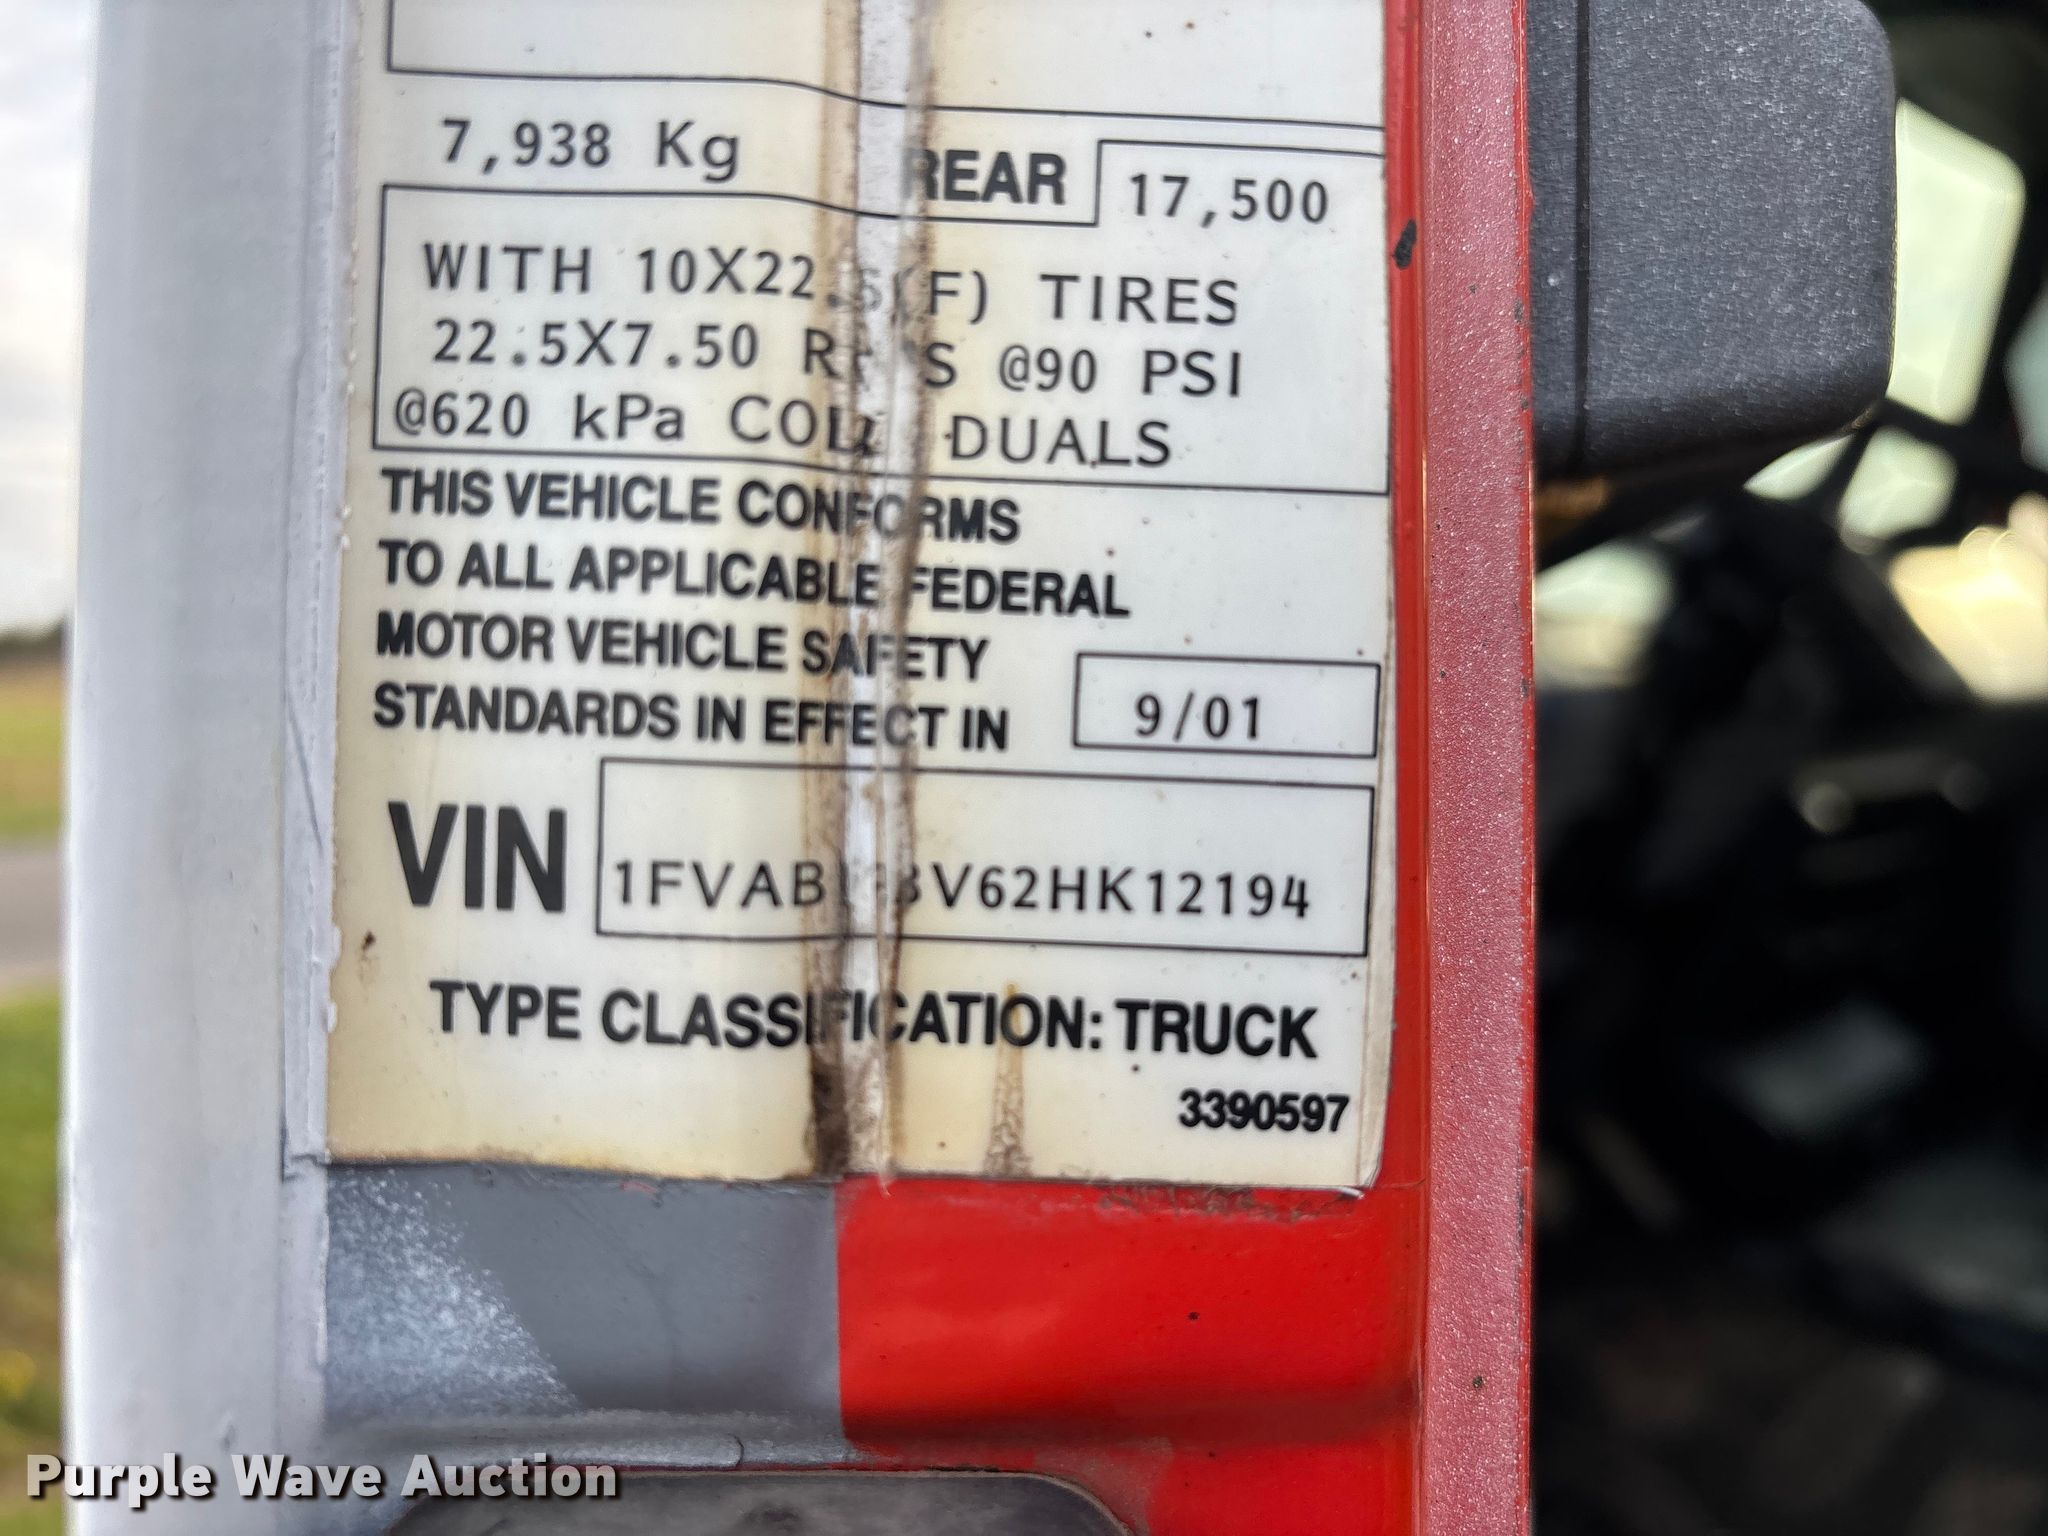 7,938 Kg REAR 17,500
WITH 10X22.5(F) TIRES
22.5X7.50 @90 PSI
@620 kPa COLD DUALS
THIS VEHICLE CONFORMS
TO ALL APPLICABLE FEDERAL
MOTOR VEHICLE SAFETY
STANDARDS IN EFFECT IN 9/01
VIN
TYPE CLASSIFICATION: TRUCK
3390597
Purple Wave Auction